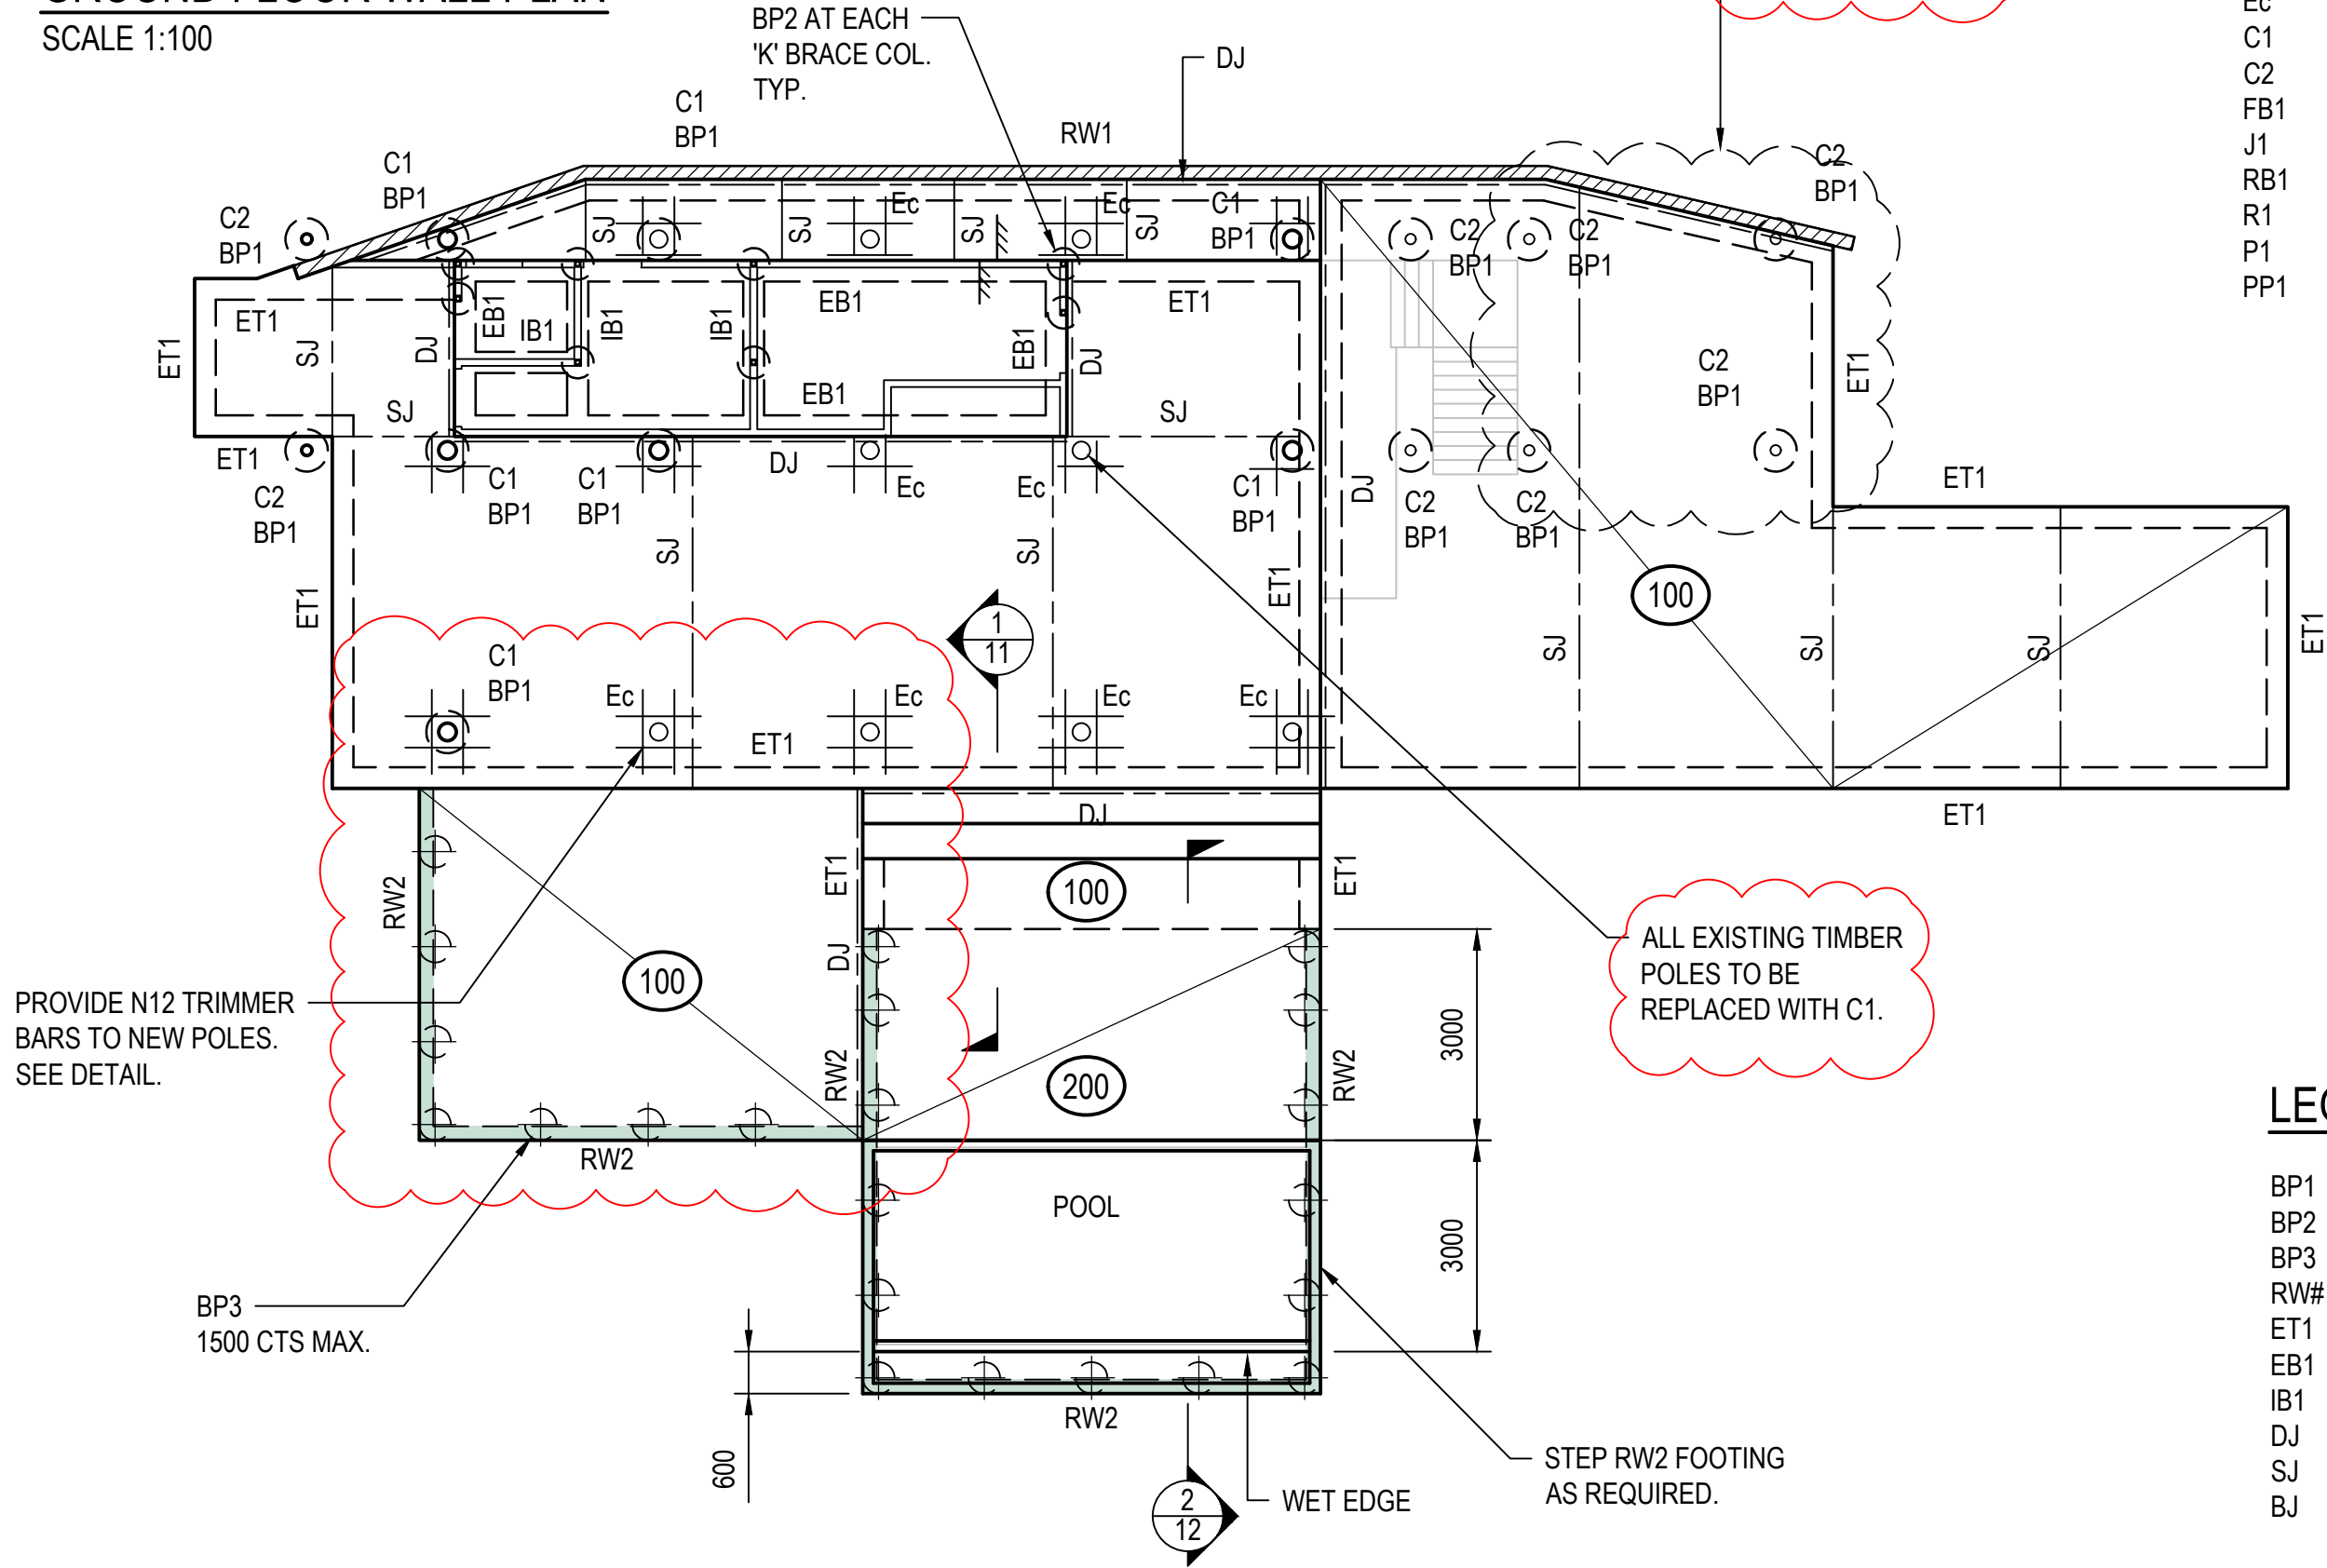 GROUND FLOOR WALL PLAN
SCALE 1:100
BP2 AT EACH
'K' BRACE COL.
TYP.
DJ
RW1
C1
BP1
C1
BP1
C2
BP1
C2
BP1
Ec
C1
C2
FB1
J1
RB1
R1
P1
PP1
SJ
SJ
SJ
SJ
Ec
Ec
C1
BP1
C2
BP1
C2
BP1
ET1
ET1
SJ
DJ
EB1
IB1
IB1
IB1
EB1
EB1
EB1
DJ
ET1
SJ
SJ
C2
BP1
ET1
ET1
C2
BP1
C1
BP1
C1
BP1
DJ
Ec
Ec
C1
BP1
DJ
C2
BP1
C2
BP1
ET1
ET1
SJ
SJ
ET1
100
SJ
SJ
SJ
ET1
1
11
C1
BP1
Ec
Ec
Ec
Ec
ET1
DJ
ET1
RW2
ET1
100
ET1
DJ
100
RW2
200
RW2
3000
ALL EXISTING TIMBER
POLES TO BE
REPLACED WITH C1.
PROVIDE N12 TRIMMER
BARS TO NEW POLES.
SEE DETAIL.
RW2
POOL
3000
BP3
1500 CTS MAX.
600
RW2
2
12
WET EDGE
STEP RW2 FOOTING
AS REQUIRED.
BP1
BP2
BP3
RW#
ET1
EB1
IB1
DJ
SJ
BJ